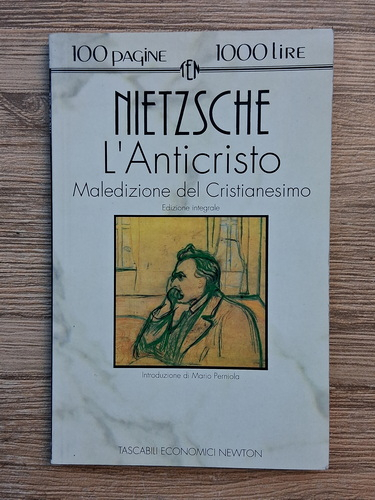 100 PAGINE 1000 LIRE
TEN
NIETZSCHE
L'Anticristo
Maledizione del Cristianesimo
Edizione integrale
Introduzione di Mario Perniola
TASCABILI ECONOMICI NEWTON